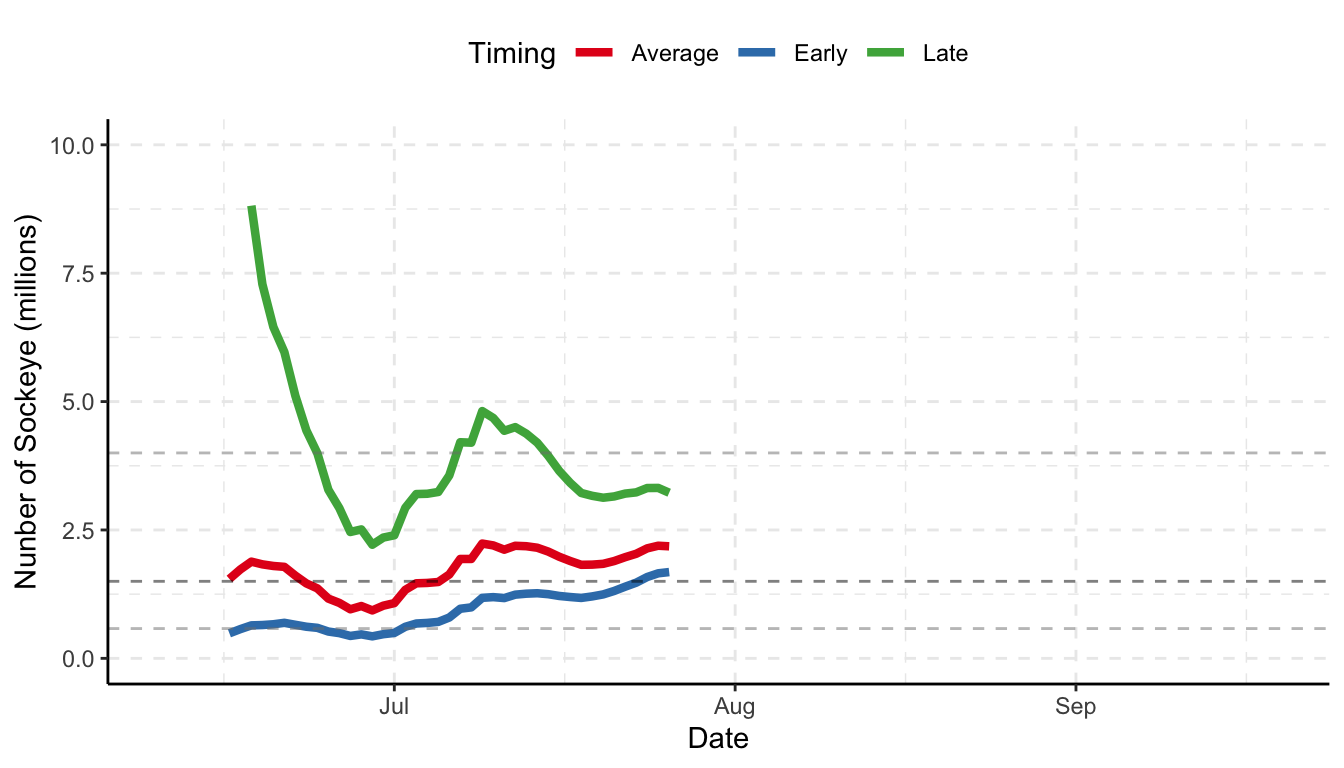 Timing Average Early Late
Nunber of Sockeye (millions)
10.0
7.5
5.0
2.5
0.0
Jul Aug Sep
Date